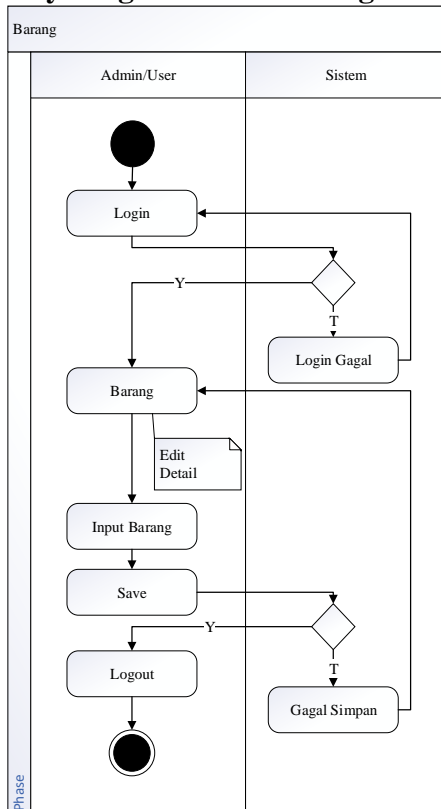 Barang
Admin/User
Sistem
Login
Y
T
Login Gagal
Barang
Edit
Detail
Input Barang
Save
Y
T
Logout
Gagal Simpan
Phase